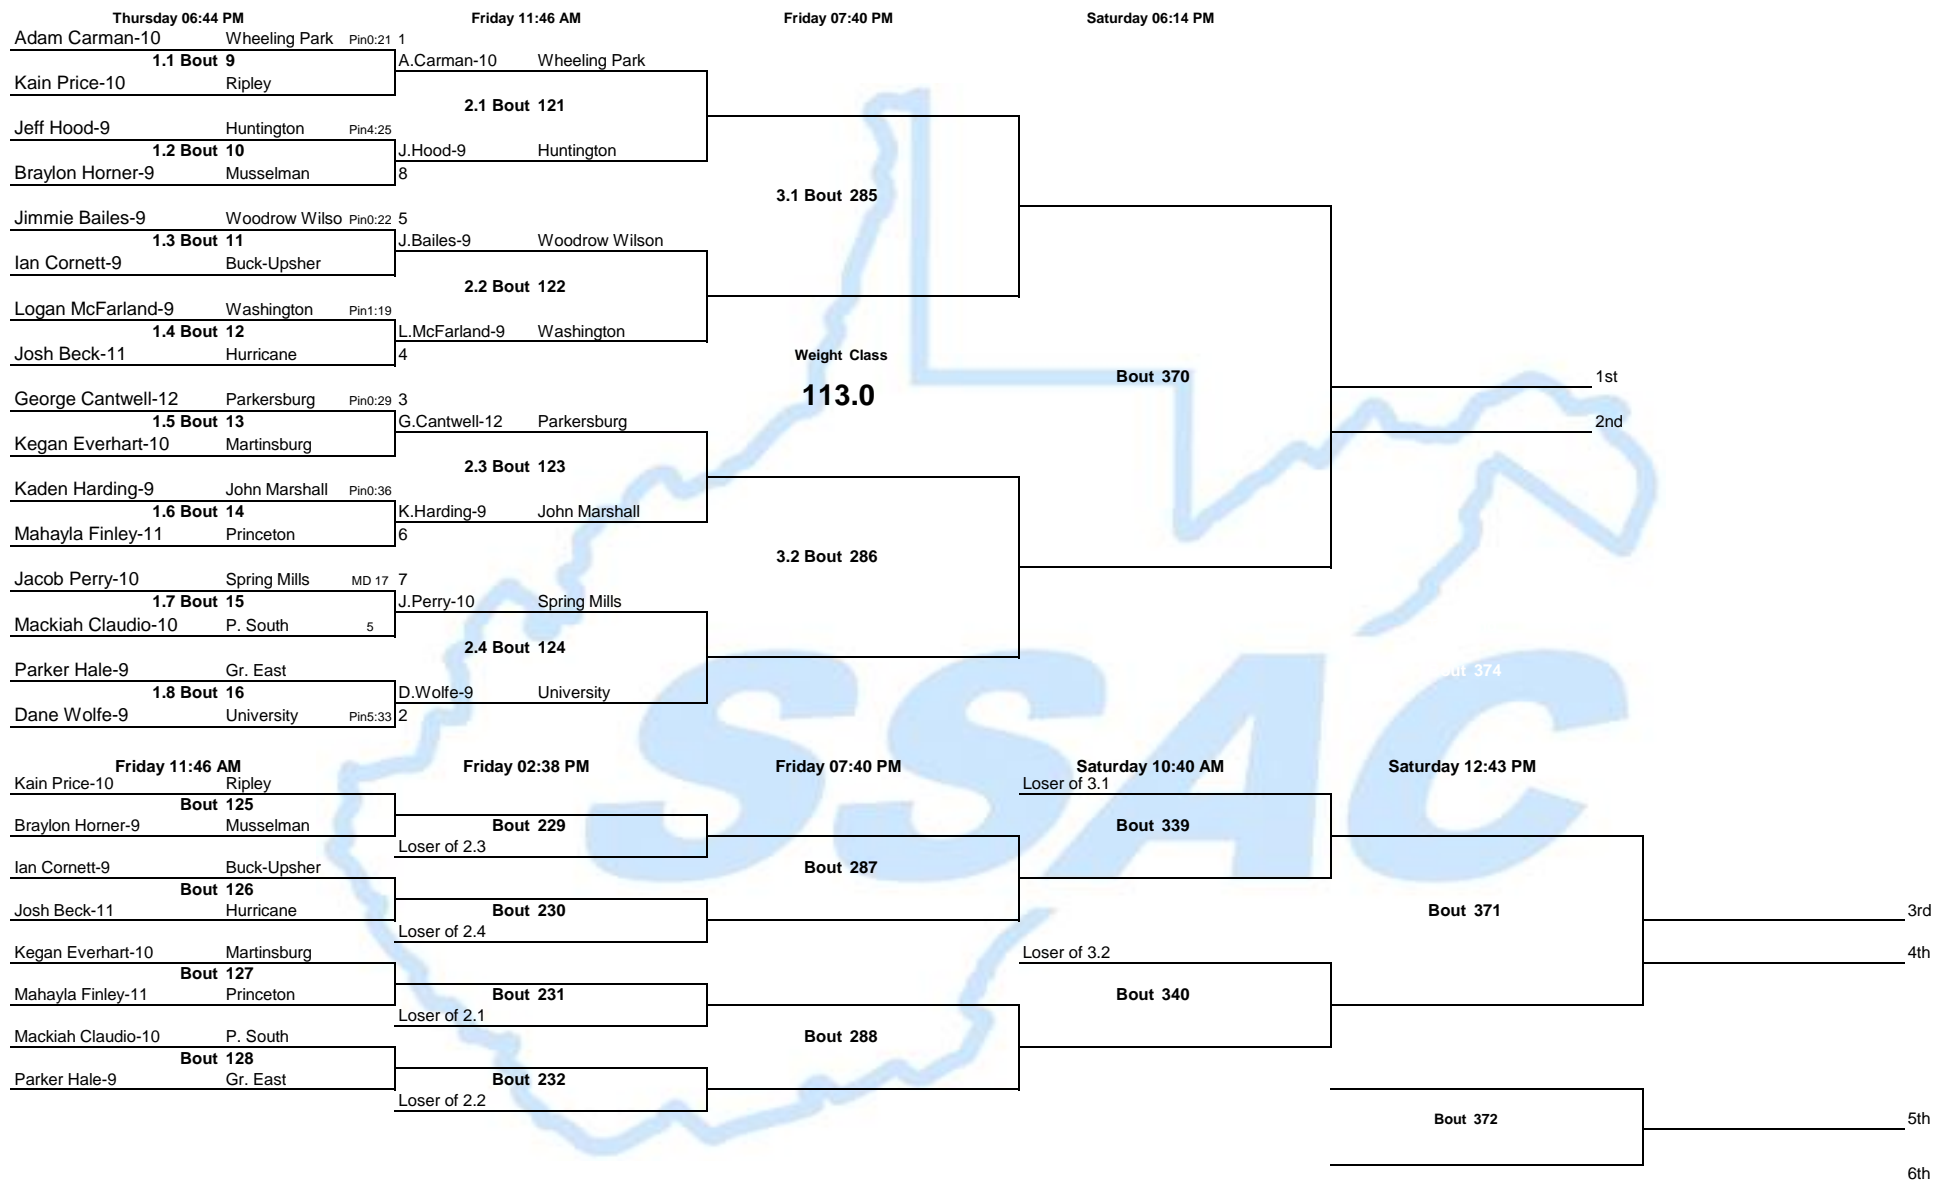 Thursday 06:44 PM Friday 11:46 AM Friday 07:40 PM Saturday 06:14 PM
Adam Carman-10 Wheeling Park Pin0:21 1
1.1 Bout 9 A.Carman-10 Wheeling Park
Kain Price-10 Ripley
2.1 Bout 121
Jeff Hood-9 Huntington Pin4:25
1.2 Bout 10 J.Hood-9 Huntington
Braylon Horner-9 Musselman 8
3.1 Bout 285
Jimmie Bailes-9 Woodrow Wilso Pin0:22 5
1.3 Bout 11 J.Bailes-9 Woodrow Wilson
Ian Cornett-9 Buck-Upsher
2.2 Bout 122
Logan McFarland-9 Washington Pin1:19
1.4 Bout 12 L.McFarland-9 Washington
Josh Beck-11 Hurricane 4 Weight Class
Bout 370 1st
George Cantwell-12 Parkersburg Pin0:29 3 113.0
1.5 Bout 13 G.Cantwell-12 Parkersburg 2nd
Kegan Everhart-10 Martinsburg
2.3 Bout 123
Kaden Harding-9 John Marshall Pin0:36
1.6 Bout 14 K.Harding-9 John Marshall
Mahayla Finley-11 Princeton 6
3.2 Bout 286
Jacob Perry-10 Spring Mills MD 17 7
1.7 Bout 15 J.Perry-10 Spring Mills
Mackiah Claudio-10 P. South 5
2.4 Bout 124
Parker Hale-9 Gr. East
1.8 Bout 16 D.Wolfe-9 University
Dane Wolfe-9 University Pin5:33 2
374
SSAC
Friday 11:46 AM Friday 02:38 PM Friday 07:40 PM Saturday 10:40 AM Saturday 12:43 PM
Kain Price-10 Ripley Loser of 3.1
Bout 125
Braylon Horner-9 Musselman Bout 229 Bout 339
Loser of 2.3
Ian Cornett-9 Buck-Upsher Bout 287
Bout 126
Josh Beck-11 Hurricane Bout 230 Bout 371 3rd
Loser of 2.4
Kegan Everhart-10 Martinsburg Loser of 3.2 4th
Bout 127
Mahayla Finley-11 Princeton Bout 231 Bout 340
Loser of 2.1
Mackiah Claudio-10 P. South Bout 288
Bout 128
Parker Hale-9 Gr. East Bout 232
Loser of 2.2
Bout 372 5th
6th